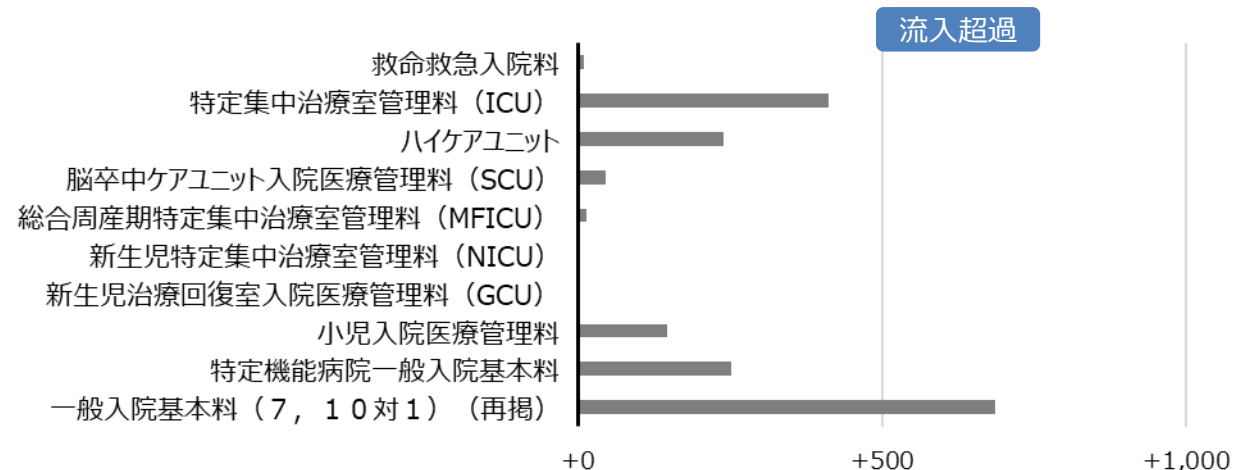 流入超過
救命救急入院料
特定集中治療室管理料（ICU）
ハイケアユニット
脳卒中ケアユニット入院医療管理料（SCU）
総合周産期特定集中治療室管理料（MFICU）
新生児特定集中治療室管理料（NICU）
新生児治療回復室入院医療管理料（GCU）
小児入院医療管理料
特定機能病院一般入院基本料
一般入院基本料（７，１０対１）（再掲）
+0 +500 +1,000